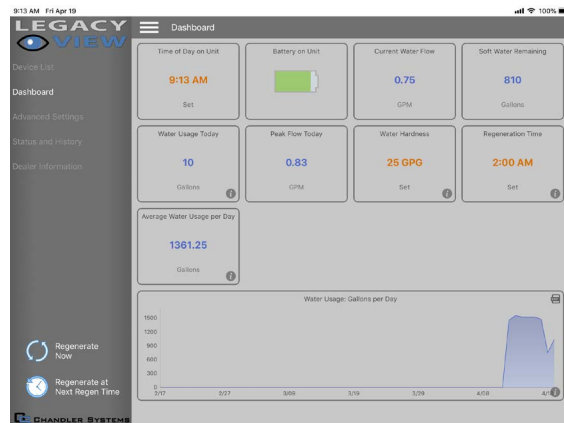 9:13 AM Fri Apr 19
100%
LEGACY
VIEW
Dashboard
Device List
Dashboard
Advanced Settings
Status and History
Dealer Information
Regenerate
Now
Regenerate at
Next Regen Time
CHANDLER SYSTEMS
Time of Day on Unit
9:13 AM
Set
Battery on Unit
Current Water Flow
0.75
GPM
Soft Water Remaining
810
Gallons
Water Usage Today
10
Gallons
Peak Flow Today
0.83
GPM
Water Hardness
25 GPG
Set
Regeneration Time
2:00 AM
Set
Average Water Usage per Day
1361.25
Gallons
Water Usage: Gallons per Day
1500
1200
900
600
300
0
2/17
2/27
3/09
3/19
3/29
4/08